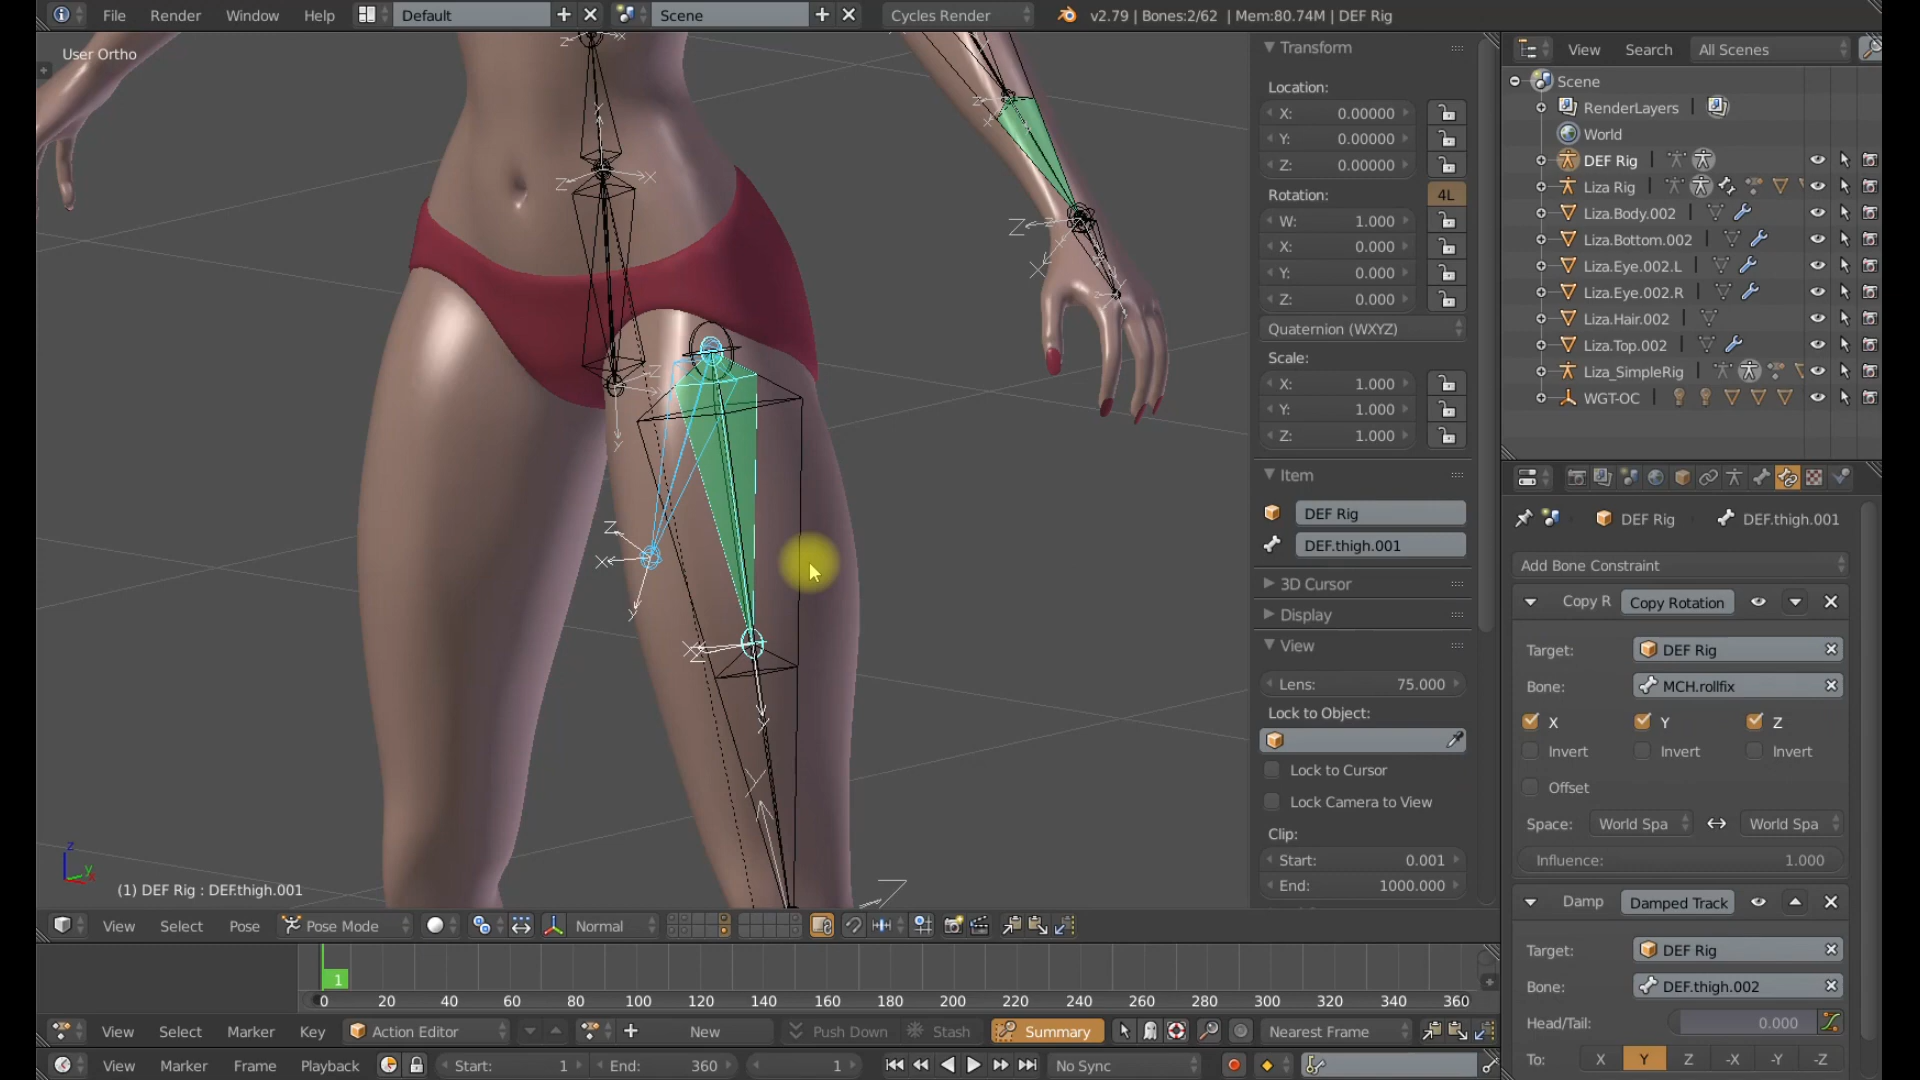 File Render Window Help Default Scene Cycles Render v2.79 | Bones:2/62 | Mem:80.74M | DEF Rig
User Ortho
Transform
Location:
X: 0.00000
Y: 0.00000
Z: 0.00000
Rotation: 4L
W: 1.000
X: 0.000
Y: 0.000
Z: 0.000
Quaternion (WXYZ)
Scale:
X: 1.000
Y: 1.000
Z: 1.000
Item
DEF Rig
DEF.thigh.001
3D Cursor
Display
View
Lens: 75.000
Lock to Object:
Lock to Cursor
Lock Camera to View
Clip:
Start: 0.001
End: 1000.000
View Search All Scenes
Scene
RenderLayers
World
DEF Rig
Liza Rig
Liza.Body.002
Liza.Bottom.002
Liza.Eye.002.L
Liza.Eye.002.R
Liza.Hair.002
Liza.Top.002
Liza_SimpleRig
WGT-OC
DEF Rig DEF.thigh.001
Add Bone Constraint
Copy R Copy Rotation
Target: DEF Rig
Bone: MCH.rollfix
X Y Z
Invert Invert Invert
Offset
Space: World Spa World Spa
Influence: 1.000
Damp Damped Track
Target: DEF Rig
Bone: DEF.thigh.002
Head/Tail: 0.000
To: X Y Z -X -Y -Z
(1) DEF Rig : DEF.thigh.001
View Select Pose Pose Mode Normal
1
0 20 40 60 80 100 120 140 160 180 200 220 240 260 280 300 320 340 360
View Select Marker Key Action Editor New Push Down Stash Summary Nearest Frame
View Marker Frame Playback Start: 1 End: 360 1 No Sync